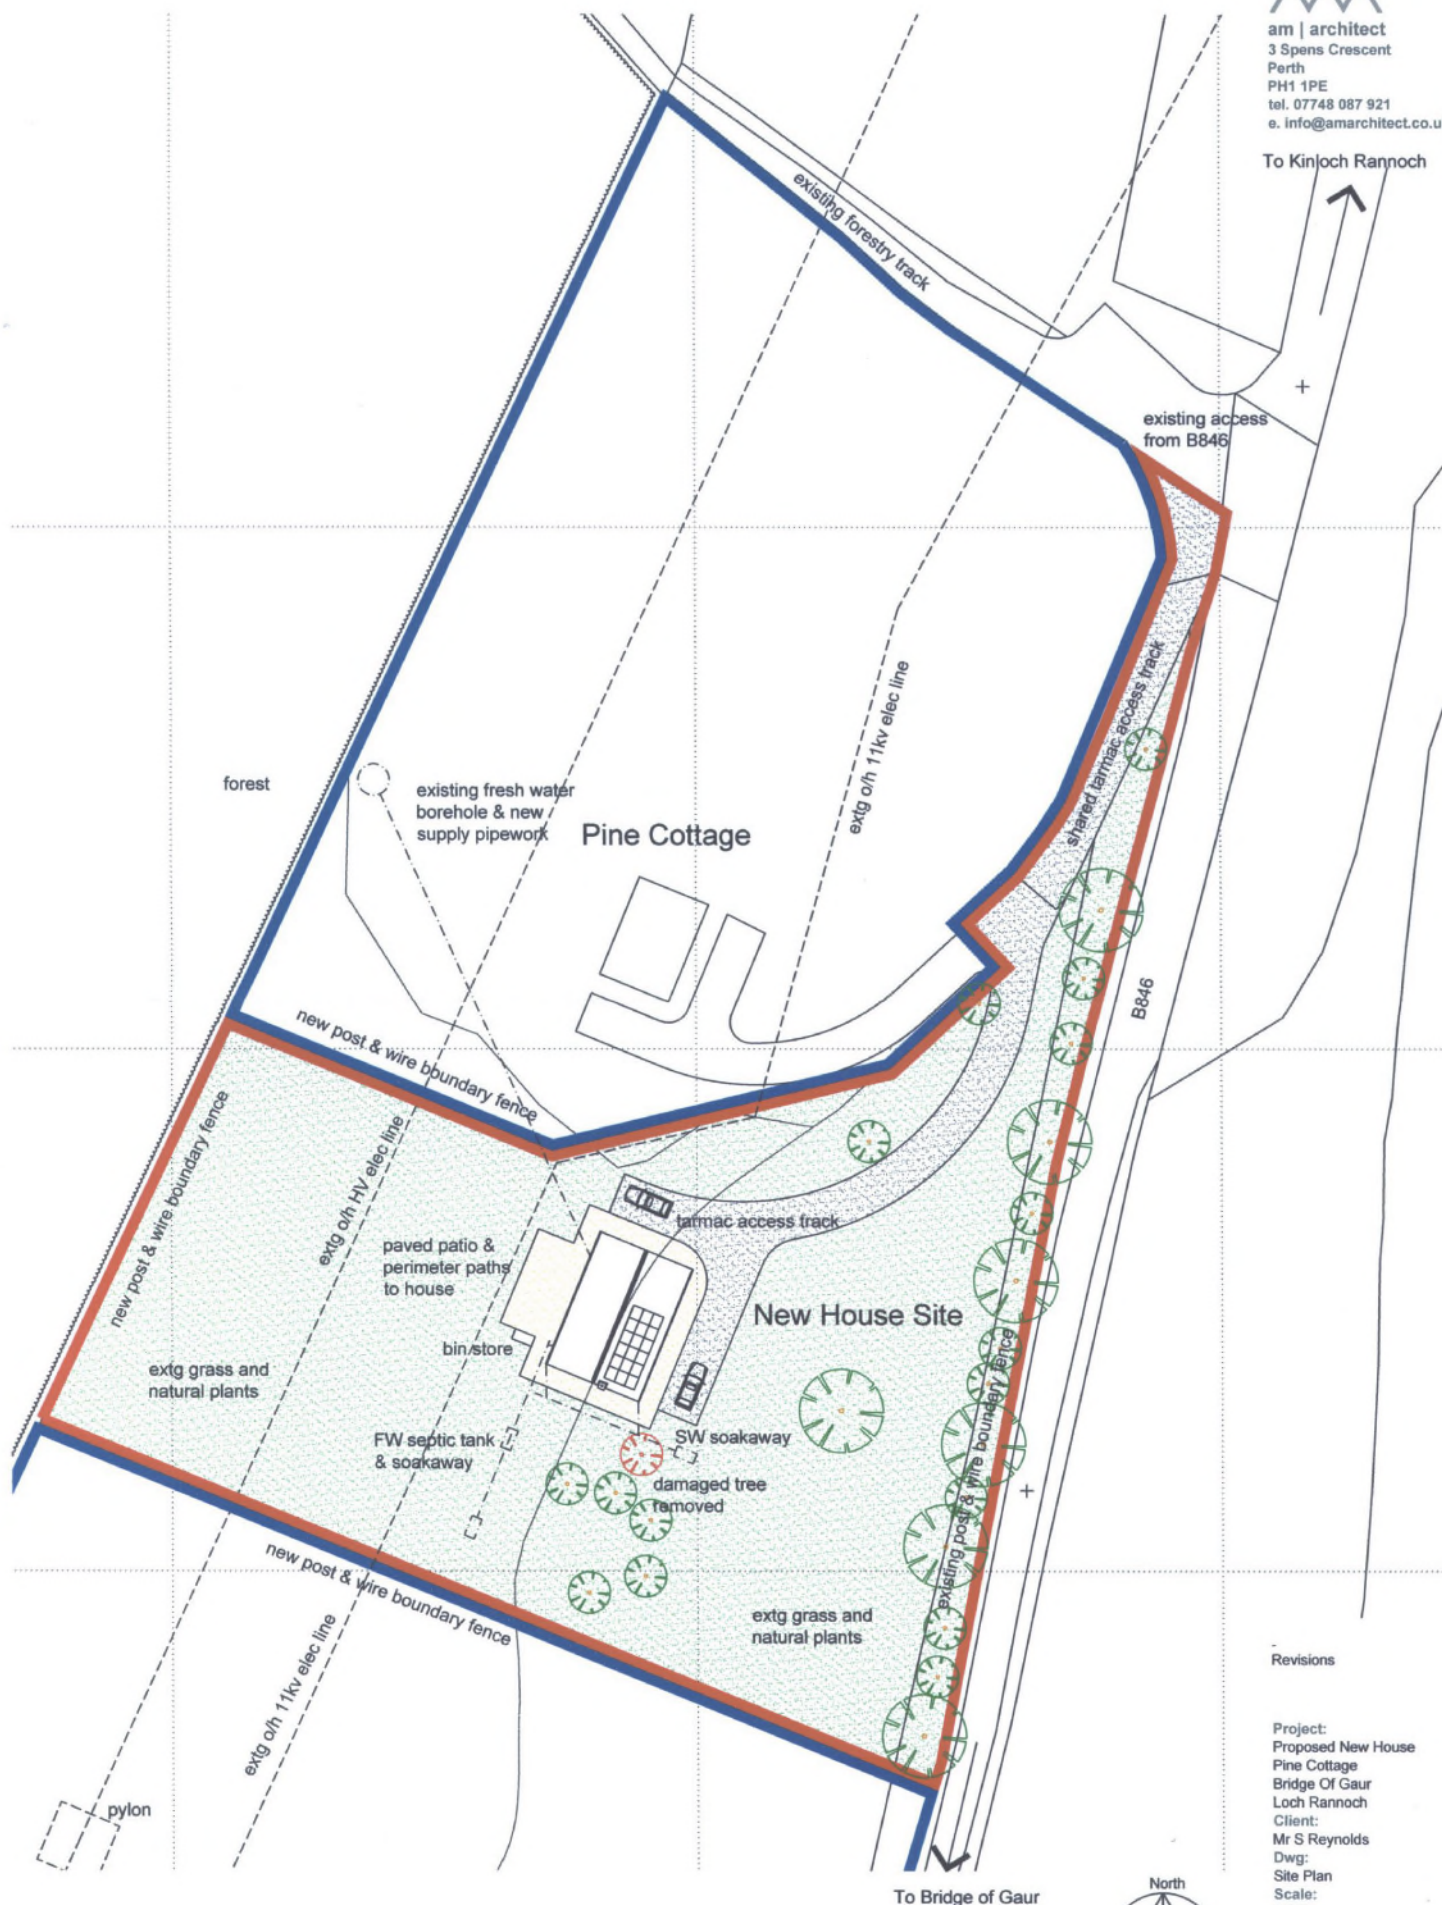 am | architect
3 Spens Crescent
Perth
PH1 1PE
tel. 07748 087 921
e. info@amarchitect.co.u
To Kinloch Rannoch
existing forestry track
existing access
from B846
shared tarmac access track
extg o/h 11kv elec line
forest
existing fresh water
borehole & new
supply pipework
Pine Cottage
B846
new post & wire boundary fence
new post & wire boundary fence
extg o/h HV elec line
tarmac access track
paved patio &
perimeter paths
to house
New House Site
bin store
extg grass and
natural plants
FW septic tank
& soakaway
SW soakaway
damaged tree
removed
existing post & wire boundary fence
new post & wire boundary fence
extg grass and
natural plants
extg o/h 11kv elec line
pylon
To Bridge of Gaur
North
-
Revisions
Project:
Proposed New House
Pine Cottage
Bridge Of Gaur
Loch Rannoch
Client:
Mr S Reynolds
Dwg:
Site Plan
Scale: